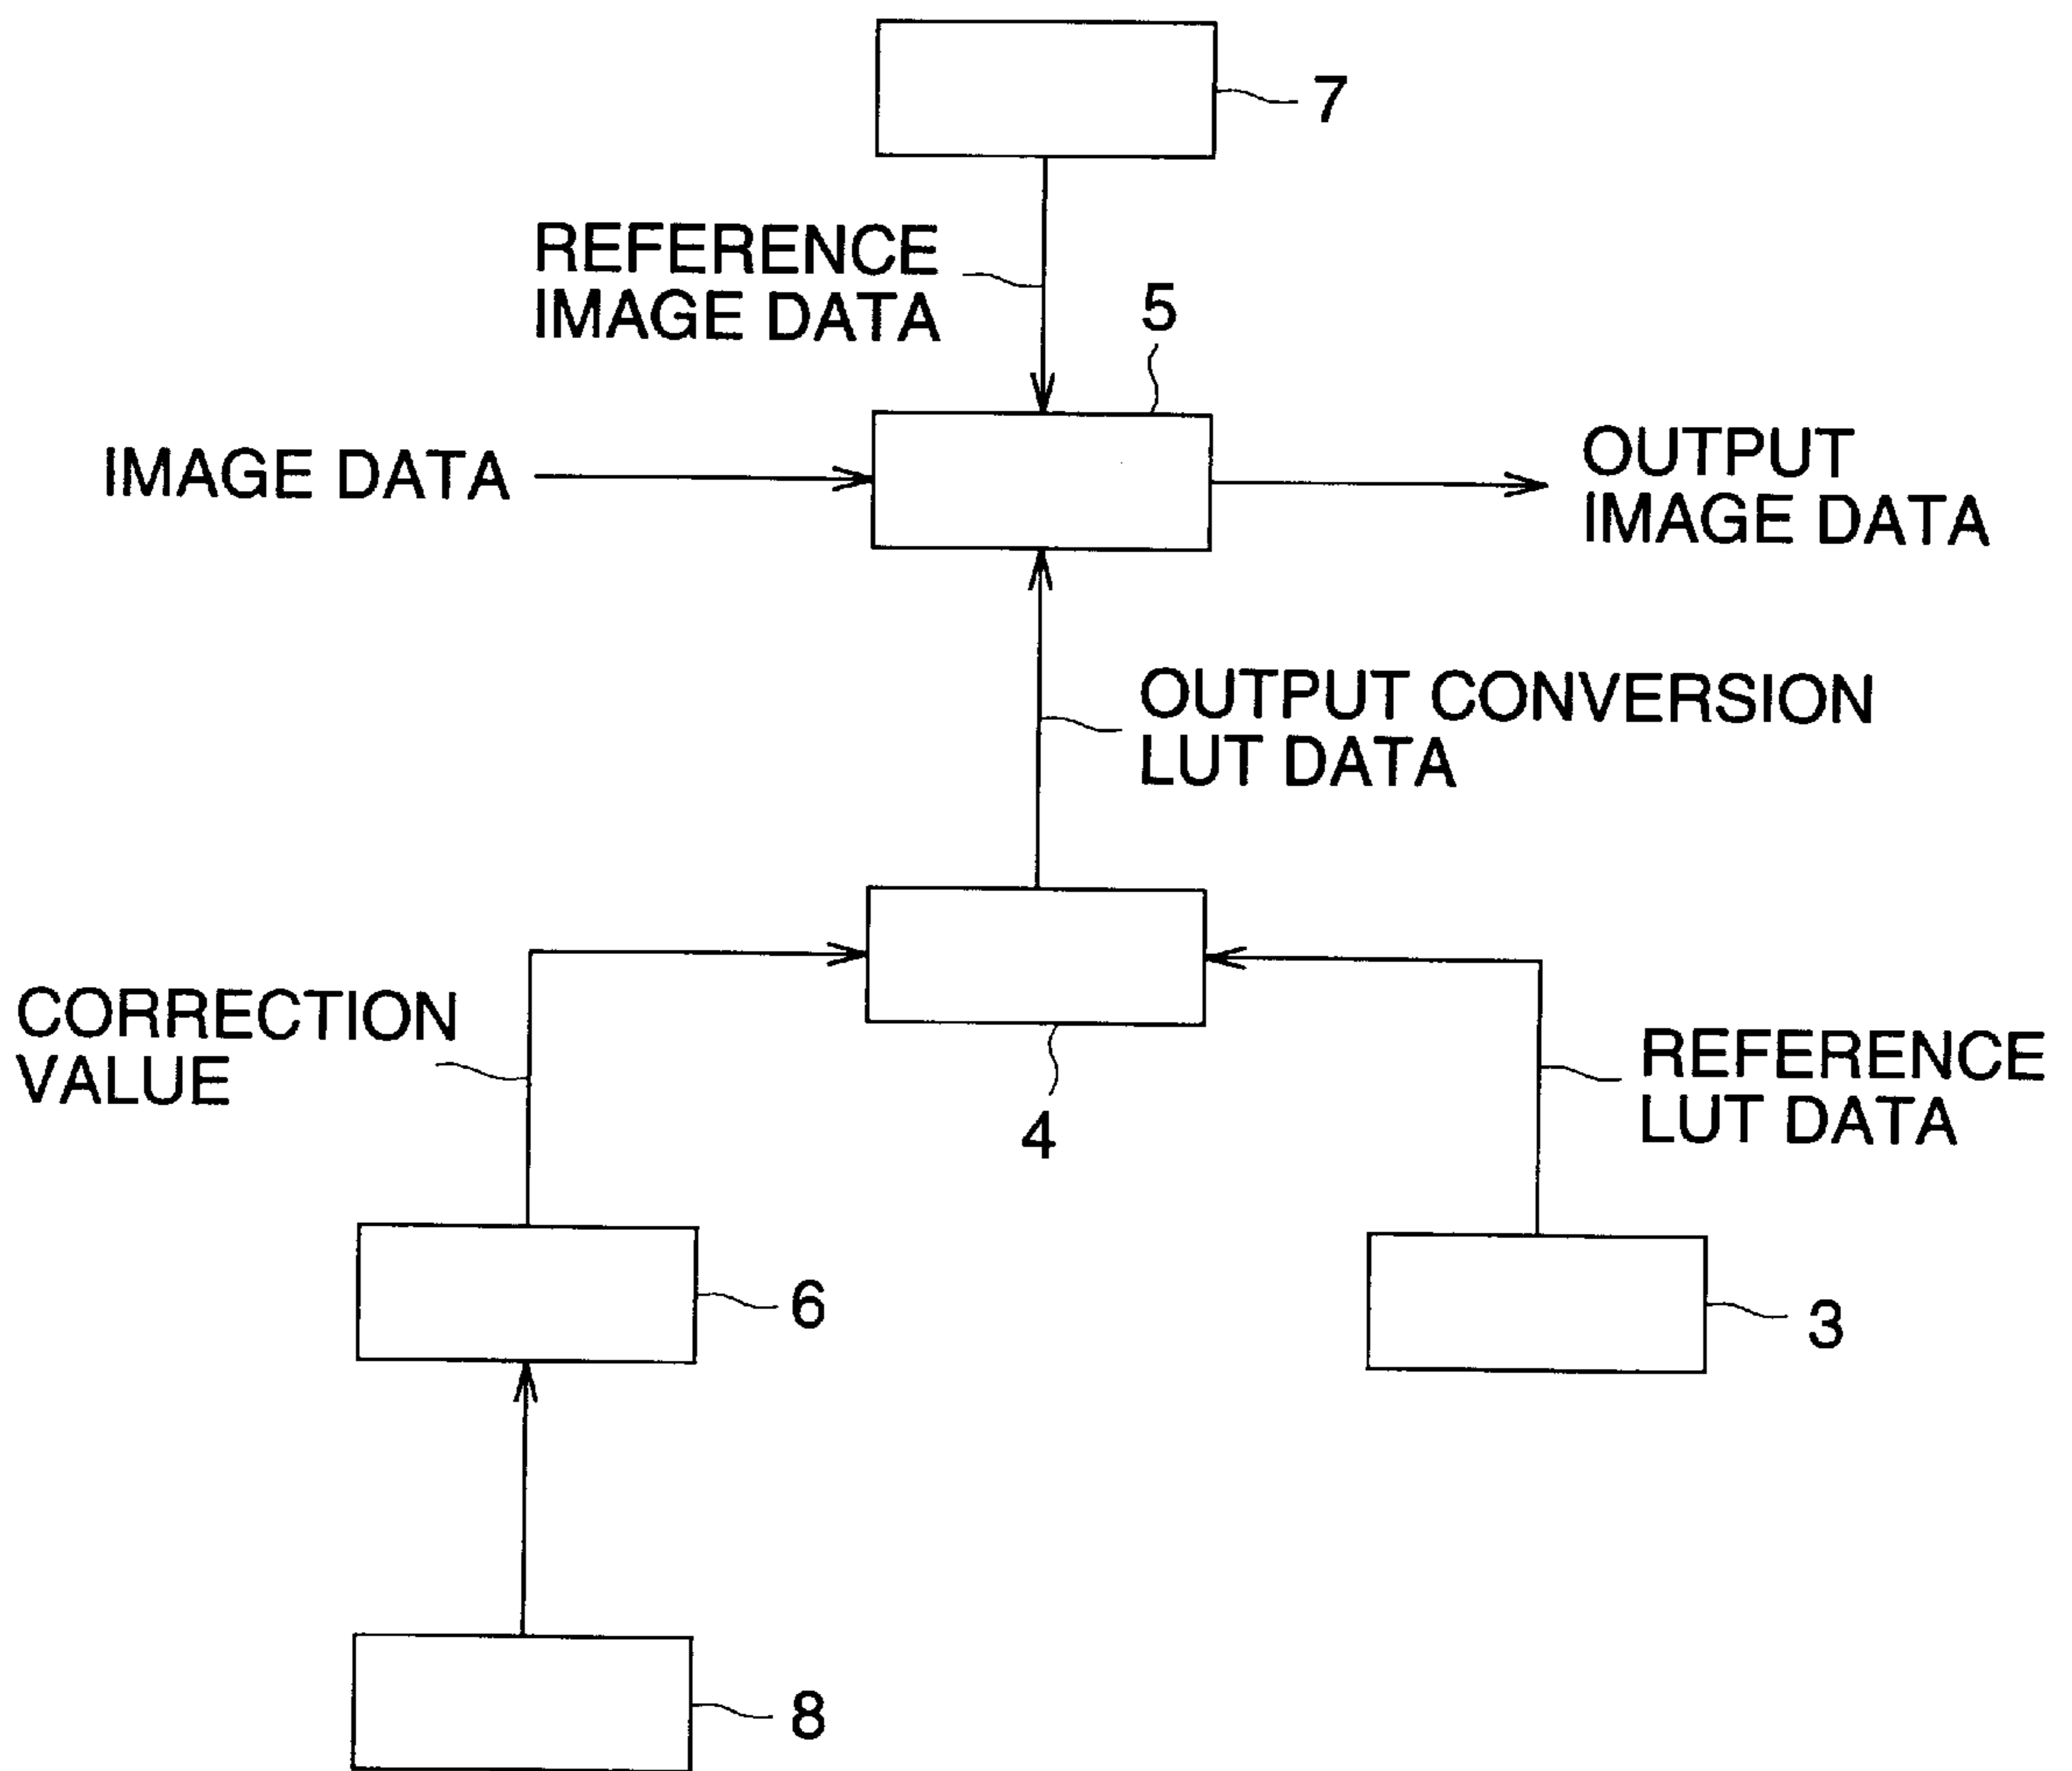 7
REFERENCE
IMAGE DATA
5
IMAGE DATA
OUTPUT
IMAGE DATA
OUTPUT CONVERSION
LUT DATA
CORRECTION
VALUE
4
REFERENCE
LUT DATA
6
3
8